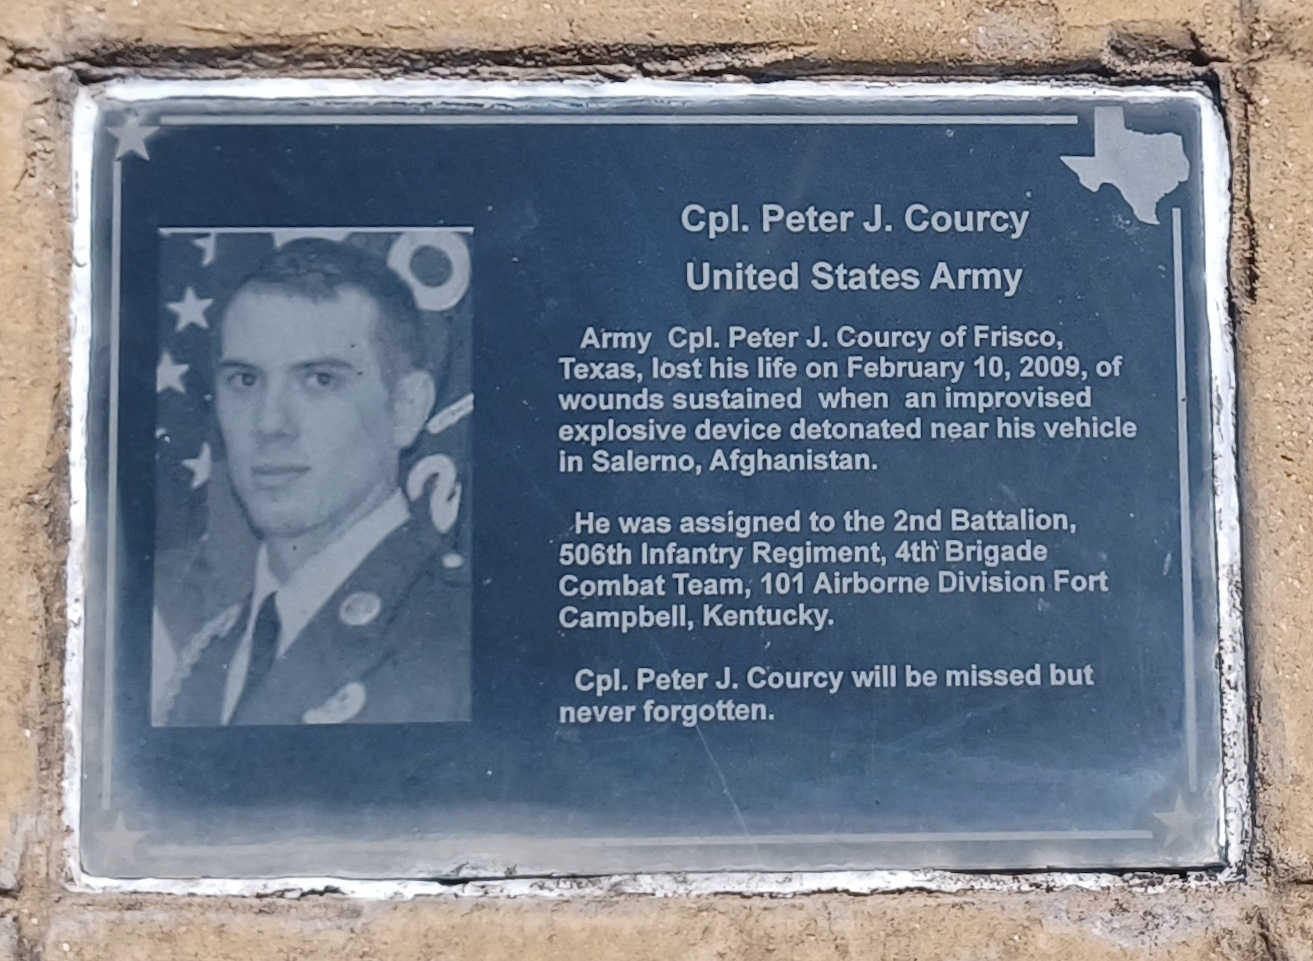 Cpl. Peter J. Courcy
United States Army
Army Cpl. Peter J. Courcy of Frisco,
Texas, lost his life on February 10, 2009, of
wounds sustained when an improvised
explosive device detonated near his vehicle
in Salerno, Afghanistan.
He was assigned to the 2nd Battalion,
506th Infantry Regiment, 4th Brigade
Combat Team, 101 Airborne Division Fort
Campbell, Kentucky.
Cpl. Peter J. Courcy will be missed but
never forgotten.